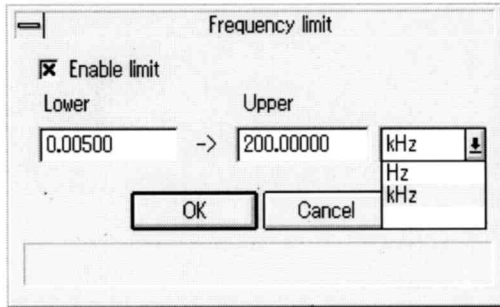 Frequency limit
Enable limit
Lower Upper
0.00500 -> 200.00000 kHz
Hz
kHz
OK Cancel